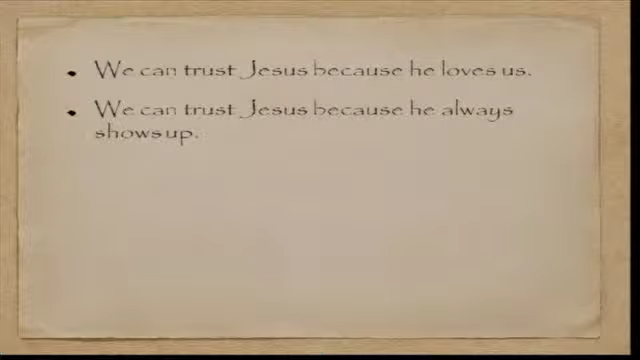 • We can trust Jesus because he loves us.
• We can trust Jesus because he always
shows up.